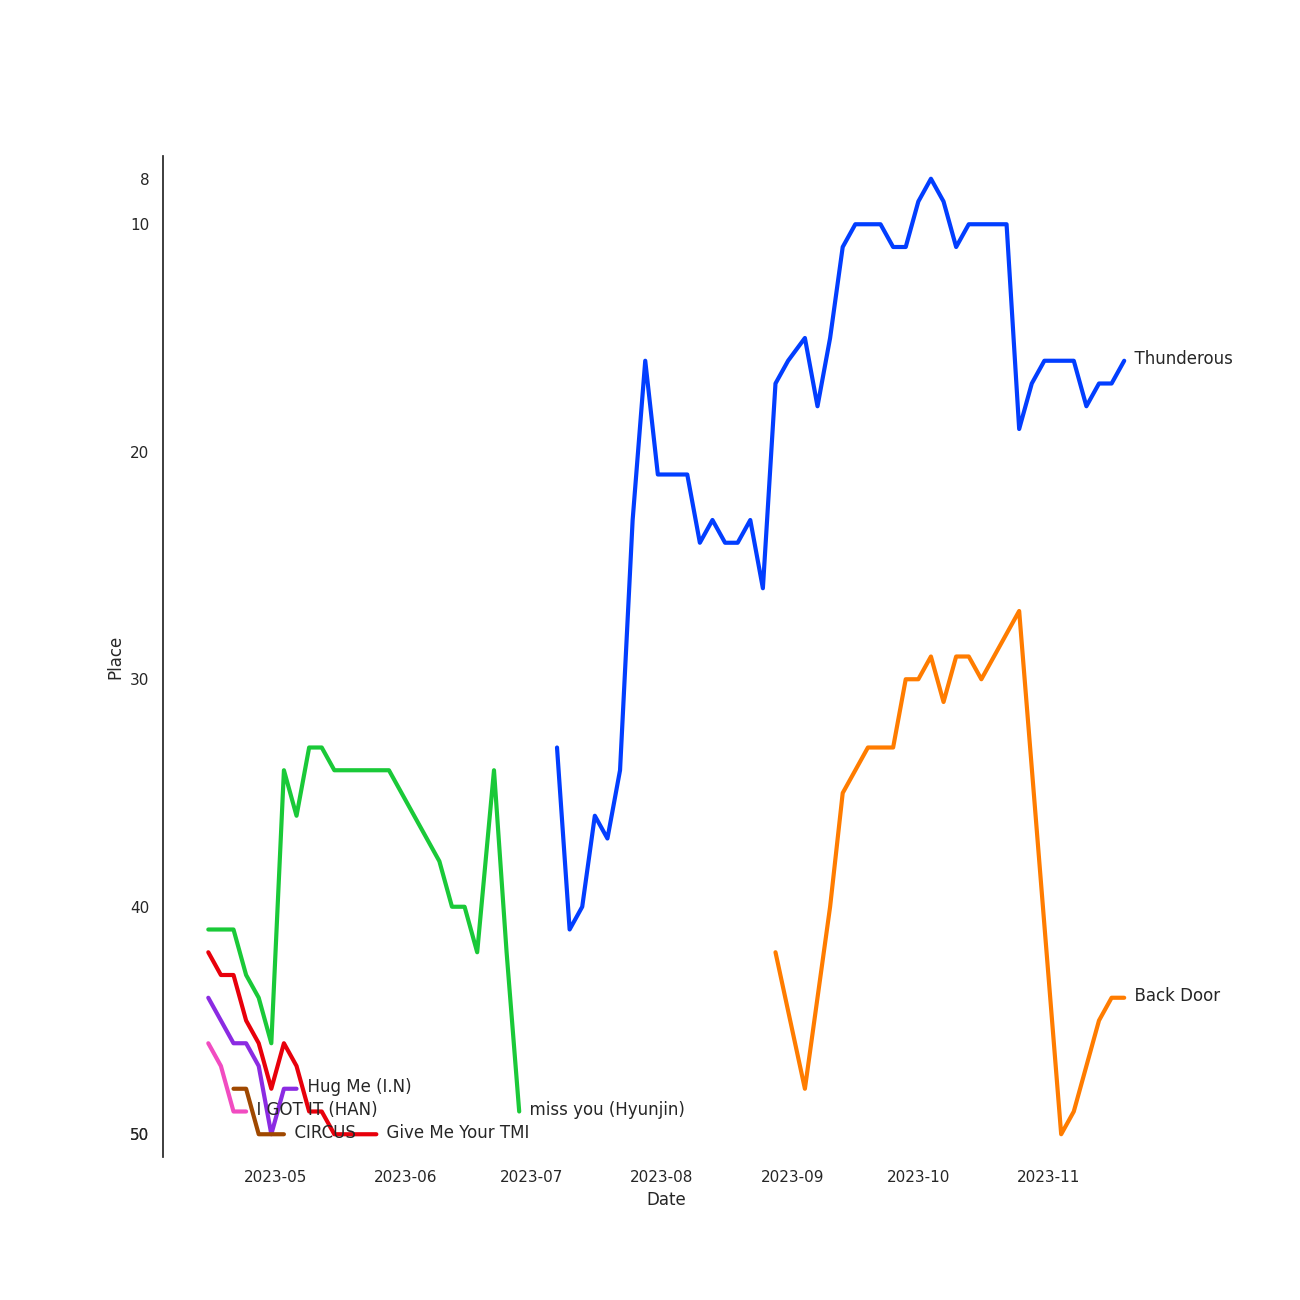 8
10
Thunderous
20
Place
30
40
Back Door
Hug Me (I.N)
I GOT IT (HAN)
miss you (Hyunjin)
50
CIRCUS
Give Me Your TMI
2023-05 2023-06 2023-07 2023-08 2023-09 2023-10 2023-11
Date